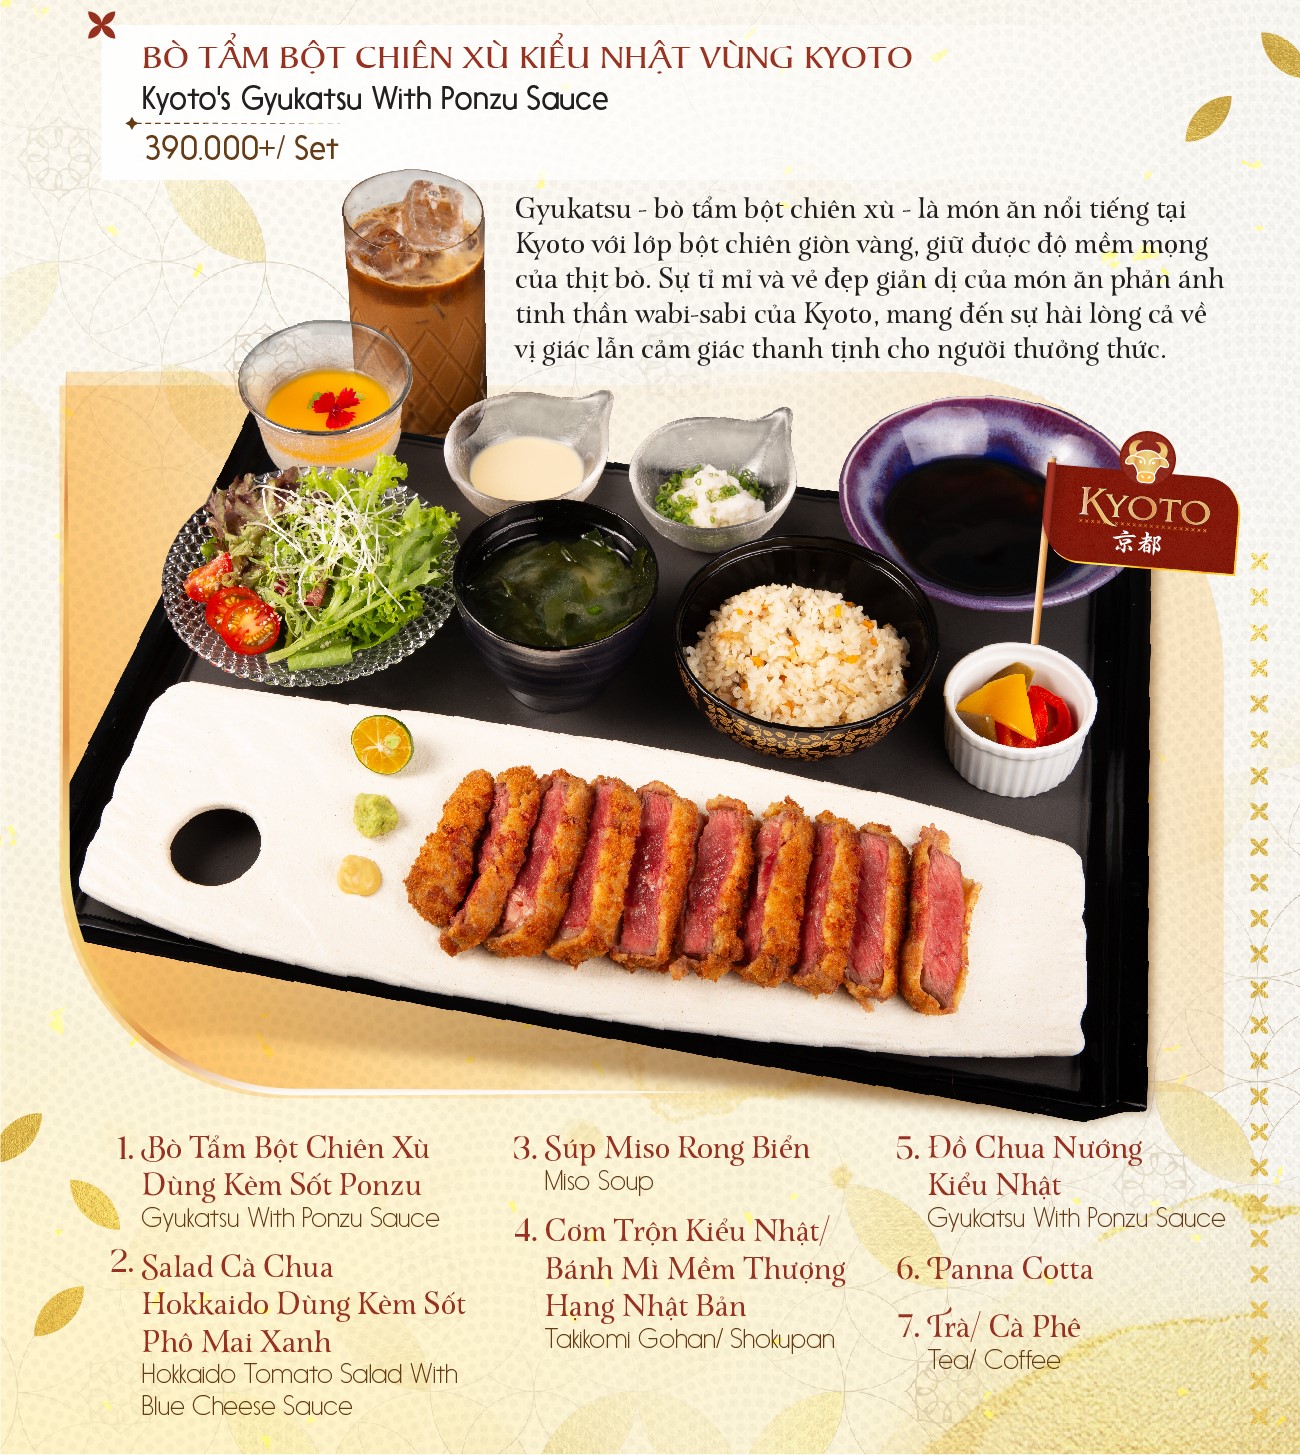 BÒ TẨM BỘT CHIÊN XÙ KIỂU NHẬT VÙNG KYOTO
Kyoto's Gyukatsu With Ponzu Sauce
390.000+/ Set
Gyukatsu - bò tẩm bột chiên xù - là món ăn nổi tiếng tại
Kyoto với lớp bột chiên giòn vàng, giữ được độ mềm mọng
của thịt bò. Sự tỉ mỉ và vẻ đẹp giản dị của món ăn phản ánh
tinh thần wabi-sabi của Kyoto, mang đến sự hài lòng cả về
vị giác lẫn cảm giác thanh tịnh cho người thưởng thức.
KYOTO
京都
1. Bò Tẩm Bột Chiên Xù
Dùng Kèm Sốt Ponzu
Gyukatsu With Ponzu Sauce
2. Salad Cà Chua
Hokkaido Dùng Kèm Sốt
Phô Mai Xanh
Hokkaido Tomato Salad With
Blue Cheese Sauce
3. Súp Miso Rong Biển
Miso Soup
4. Cơm Trộn Kiểu Nhật/
Bánh Mì Mềm Thượng
Hạng Nhật Bản
Takikomi Gohan/ Shokupan
5. Đồ Chua Nướng
Kiểu Nhật
Gyukatsu With Ponzu Sauce
6. Panna Cotta
7. Trà/ Cà Phê
Tea/ Coffee